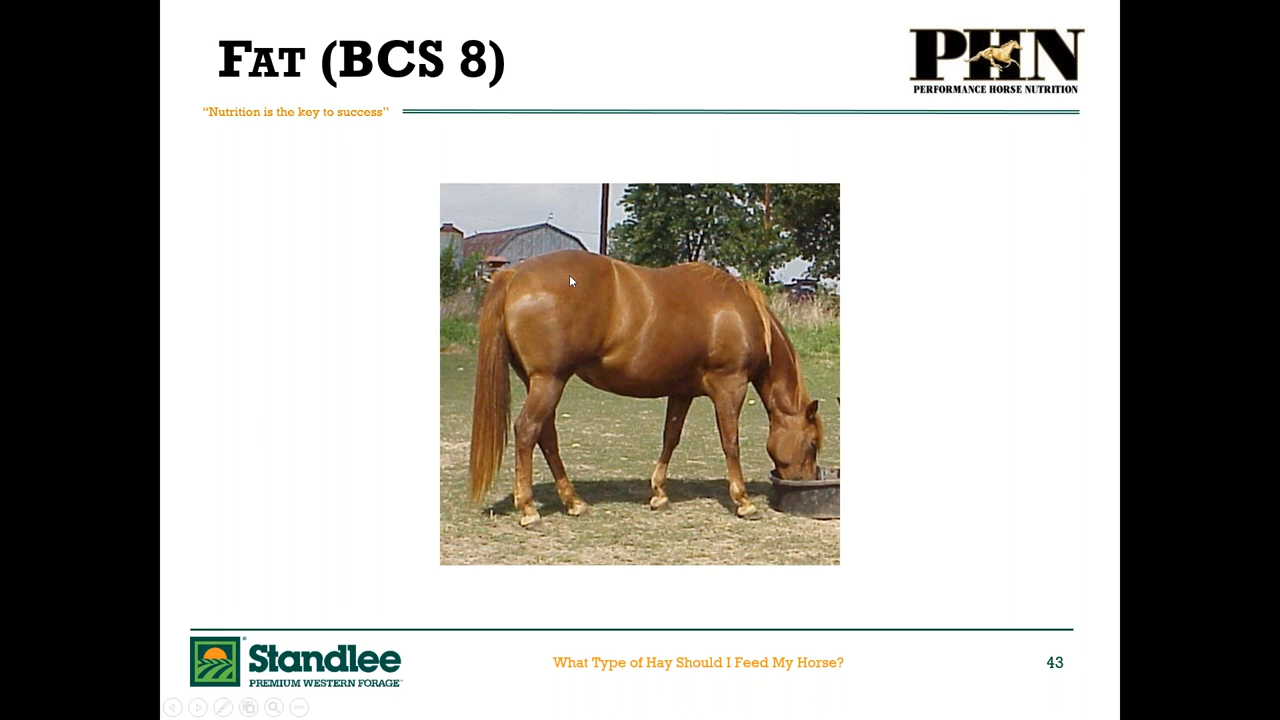 FAT (BCS 8)
PHN
PERFORMANCE HORSE NUTRITION
“Nutrition is the key to success”
Standlee®
PREMIUM WESTERN FORAGE™
What Type of Hay Should I Feed My Horse?
43